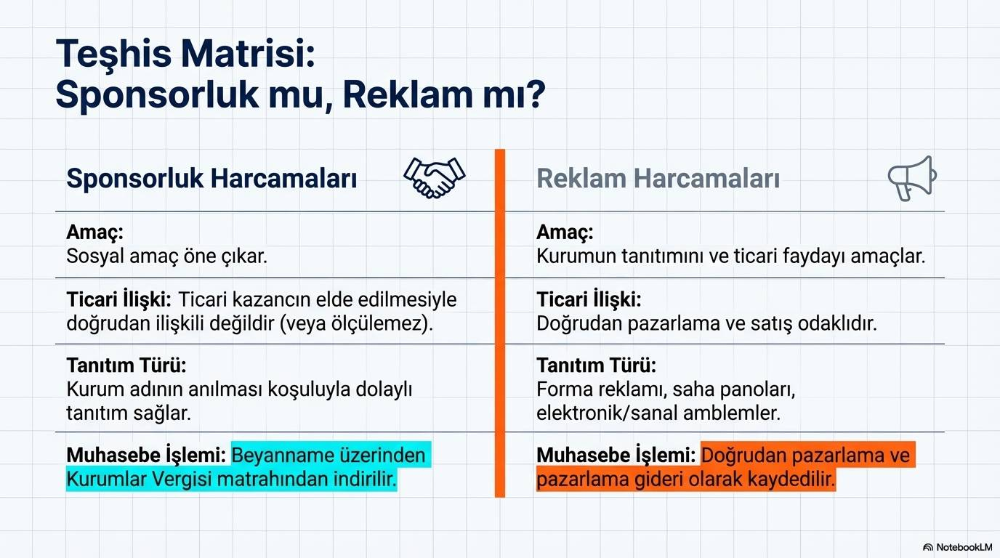 Teşhis Matrisi:
Sponsorluk mu, Reklam mı?
Sponsorluk Harcamaları
Amaç:
Sosyal amaç öne çıkar.
Ticari İlişki: Ticari kazancın elde edilmesiyle
doğrudan ilişkili değildir (veya ölçülemez).
Tanıtım Türü:
Kurum adının anılması koşuluyla dolaylı
tanıtım sağlar.
Muhasebe İşlemi: Beyanname üzerinden
Kurumlar Vergisi matrahından indirilir.
Reklam Harcamaları
Amaç:
Kurumun tanıtımını ve ticari faydayı amaçlar.
Ticari İlişki:
Doğrudan pazarlama ve satış odaklıdır.
Tanıtım Türü:
Forma reklamı, saha panoları,
elektronik/sanal amblemler.
Muhasebe İşlemi: Doğrudan pazarlama ve
pazarlama gideri olarak kaydedilir.
NotebookLM